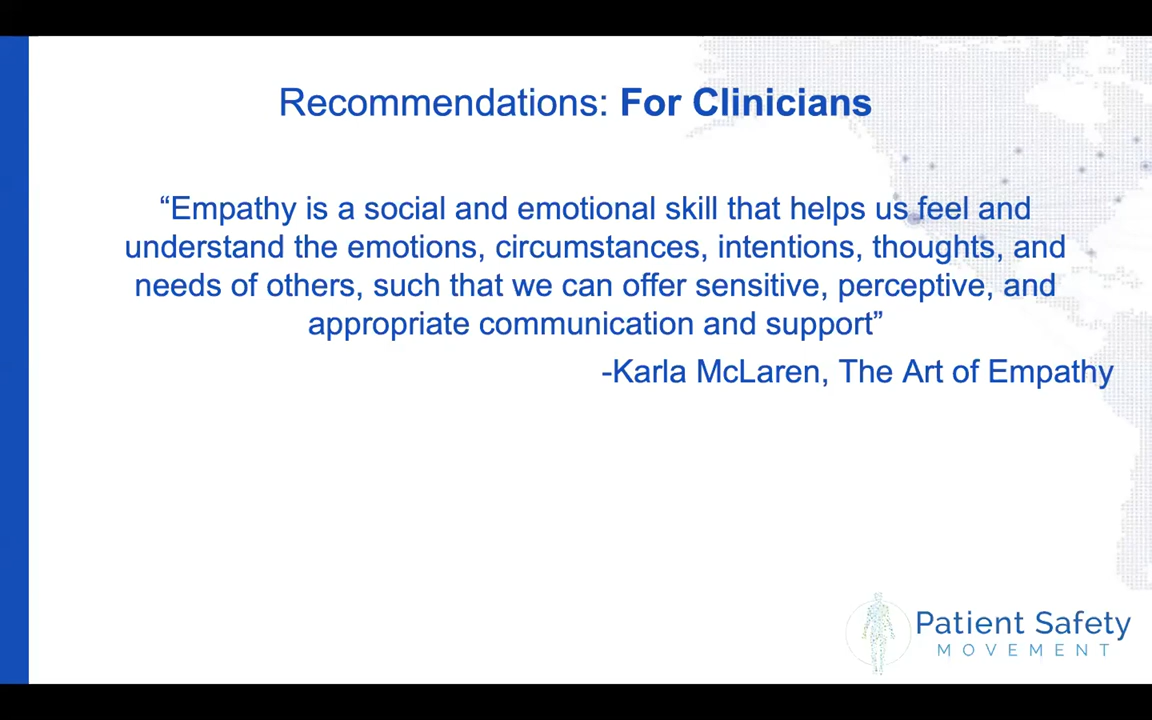 Recommendations: For Clinicians
“Empathy is a social and emotional skill that helps us feel and
understand the emotions, circumstances, intentions, thoughts, and
needs of others, such that we can offer sensitive, perceptive, and
appropriate communication and support”
-Karla McLaren, The Art of Empathy
Patient Safety
MOVEMENT